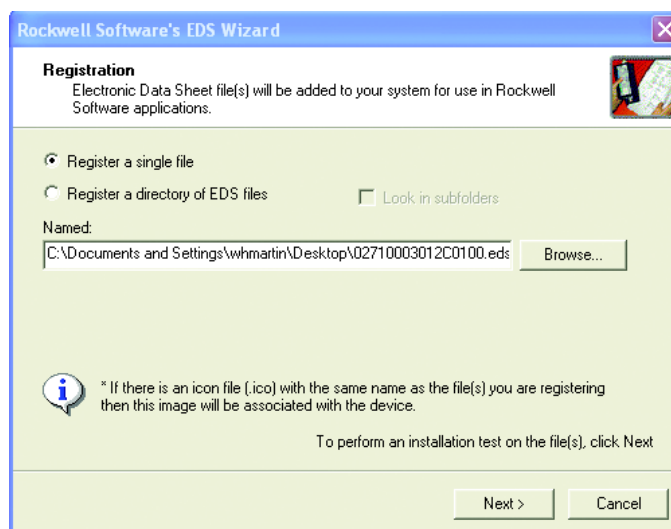 Rockwell Software's EDS Wizard
Registration
Electronic Data Sheet file(s) will be added to your system for use in Rockwell
Software applications.
Register a single file
Register a directory of EDS files
Look in subfolders
Named:
C:\Documents and Settings\whmartin\Desktop\02710003012C0100.eds
Browse...
* If there is an icon file (.ico) with the same name as the file(s) you are registering
then this image will be associated with the device.
To perform an installation test on the file(s), click Next
Next >
Cancel